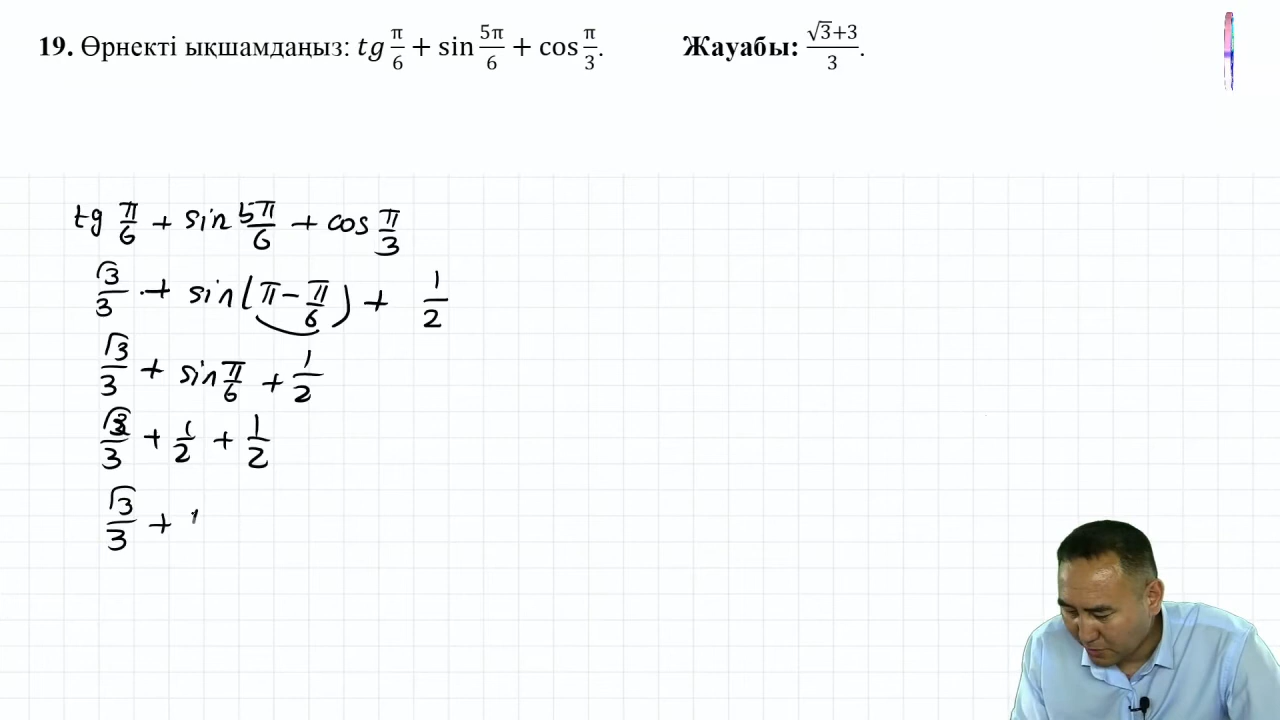 19. Өрнекті ықшамдаңыз: tg π/6 + sin 5π/6 + cos π/3. Жауабы: (√3+3)/3.
tg π/6 + sin 5π/6 + cos π/3
√3/3 + sin(π − π/6) + 1/2
√3/3 + sin π/6 + 1/2
√3/3 + 1/2 + 1/2
√3/3 +